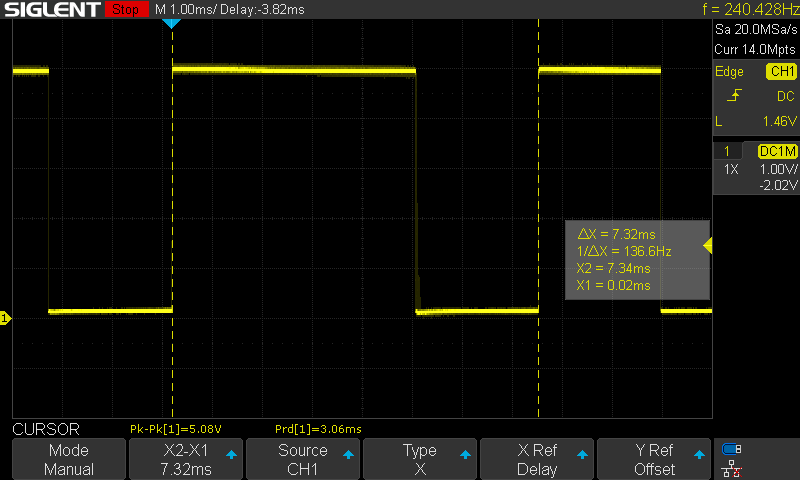 SIGLENT Stop M 1.00ms/ Delay:-3.82ms f = 240.428Hz
Sa 20.0MSa/s
Curr 14.0Mpts
Edge CH1
DC
L 1.46V
1 DC1M
1X 1.00V/
-2.02V
△X = 7.32ms
1/△X = 136.6Hz
X2 = 7.34ms
X1 = 0.02ms
1
CURSOR Pk-Pk[1]=5.08V Prd[1]=3.06ms
Mode X2-X1 Source Type X Ref Y Ref
Manual 7.32ms CH1 X Delay Offset